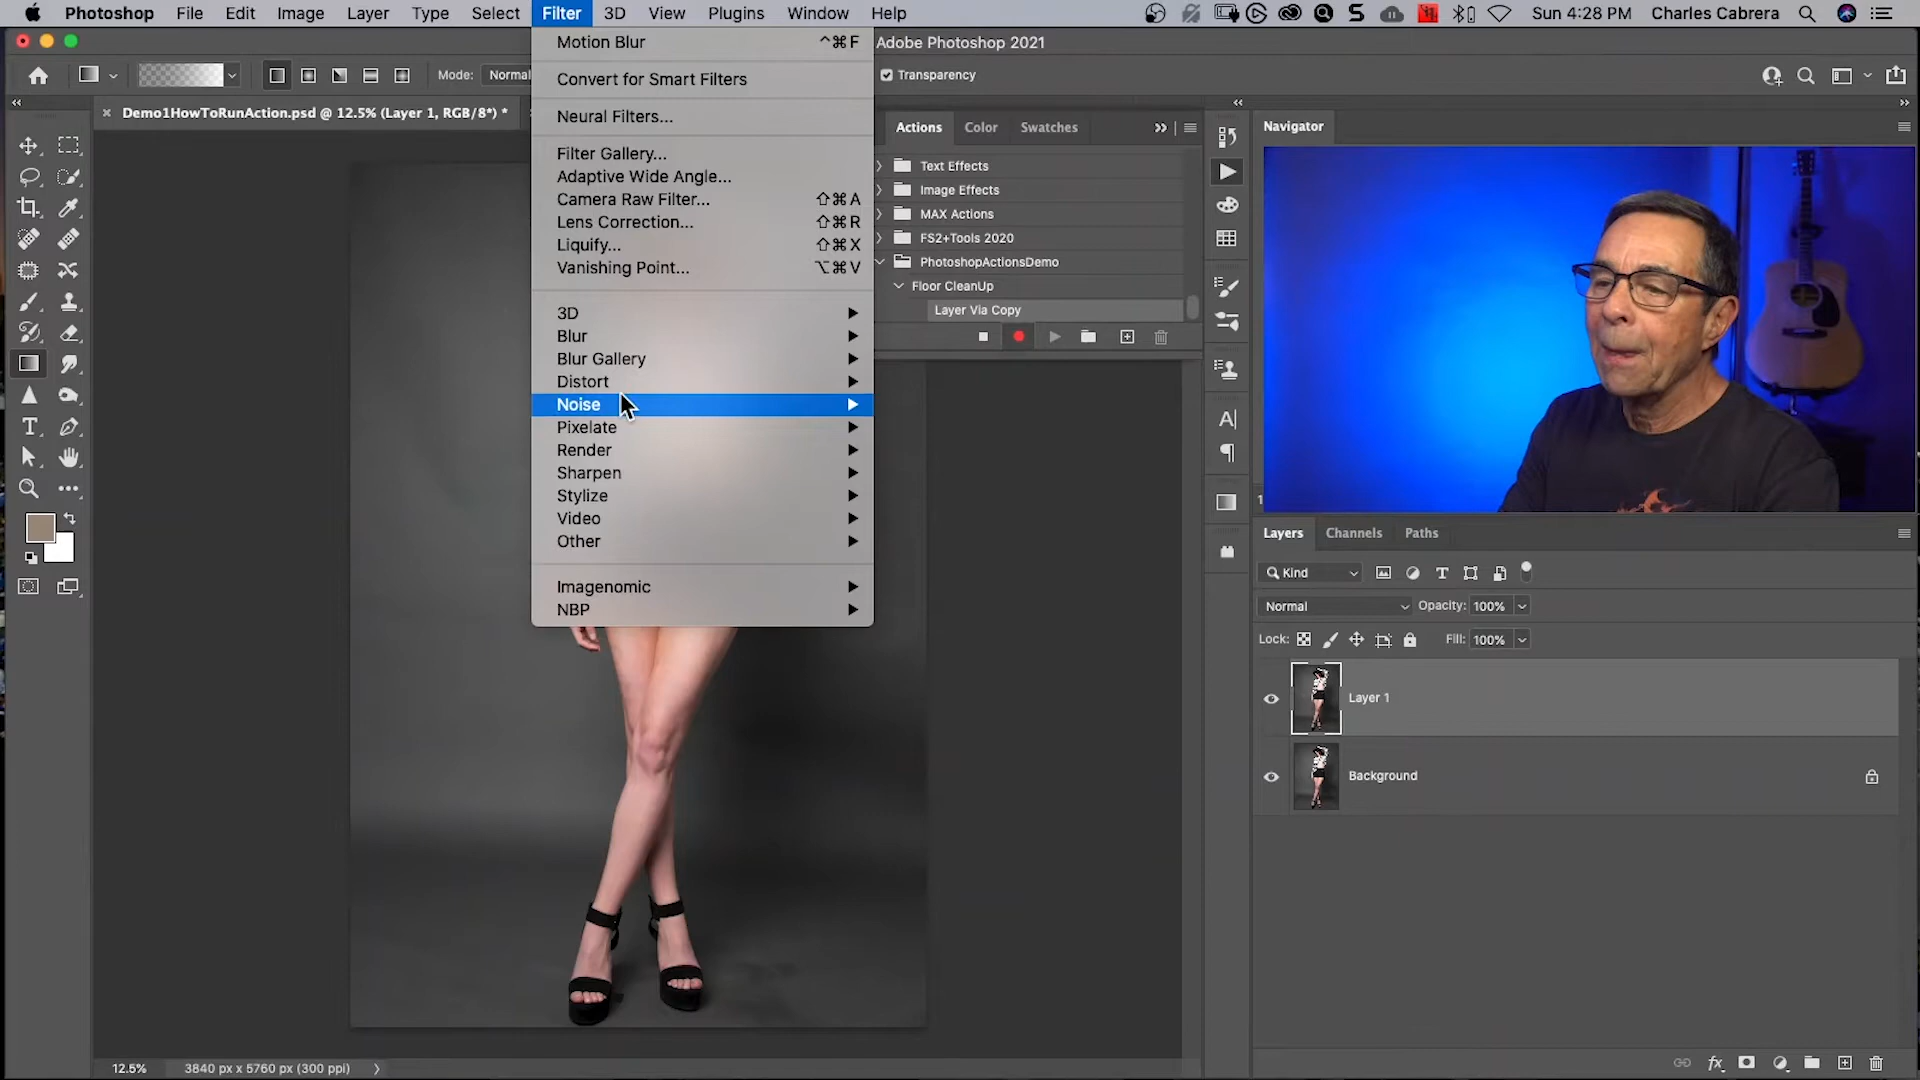 Photoshop File Edit Image Layer Type Select Filter 3D View Plugins Window Help Sun 4:28 PM Charles Cabrera
Adobe Photoshop 2021
Mode: Normal Transparency
Demo1HowToRunAction.psd @ 12.5% (Layer 1, RGB/8*) *
Motion Blur ^⌘F
Convert for Smart Filters
Neural Filters...
Filter Gallery...
Adaptive Wide Angle...
Camera Raw Filter... ⇧⌘A
Lens Correction... ⇧⌘R
Liquify... ⇧⌘X
Vanishing Point... ⌥⌘V
3D
Blur
Blur Gallery
Distort
Noise
Pixelate
Render
Sharpen
Stylize
Video
Other
Imagenomic
NBP
Actions Color Swatches
Text Effects
Image Effects
MAX Actions
FS2+Tools 2020
PhotoshopActionsDemo
Floor CleanUp
Layer Via Copy
Navigator
Layers Channels Paths
Kind
Normal Opacity: 100%
Lock: Fill: 100%
Layer 1
Background
12.5% 3840 px x 5760 px (300 ppi)